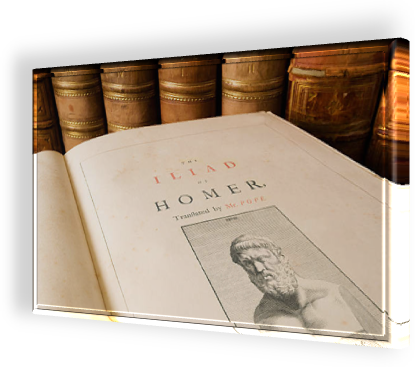 THE
ILIAD
OF
HOMER.
Translated by Mr. POPE.